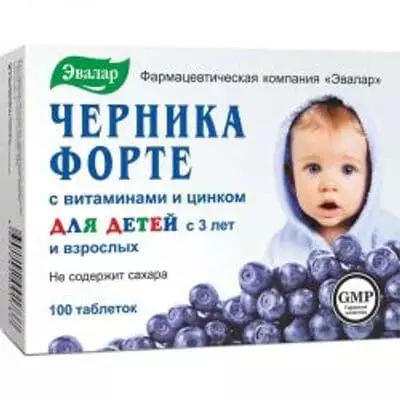 Эвалар
Фармацевтическая компания «Эвалар»
ЧЕРНИКА
ФОРТЕ
с витаминами и цинком
ДЛЯ ДЕТЕЙ с 3 лет
и взрослых
Не содержит сахара
100 таблеток
GMP